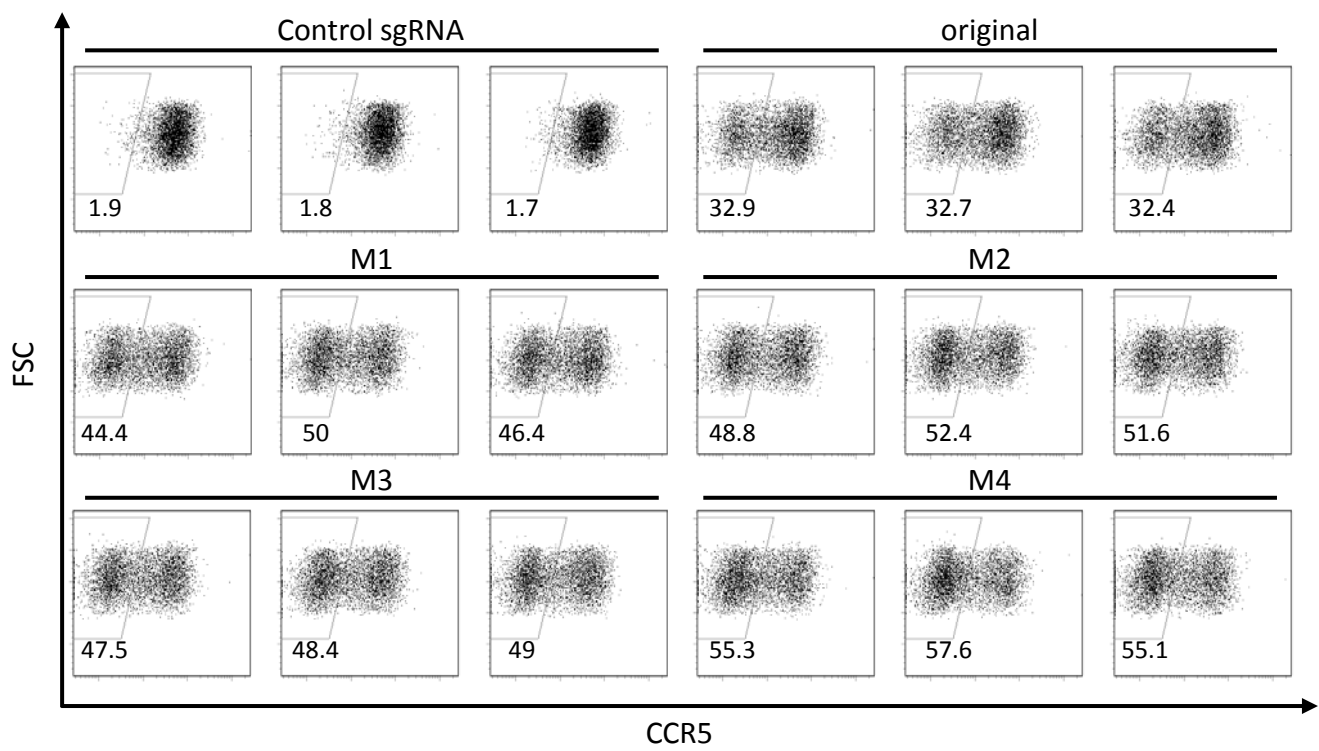 Control sgRNA original
1.9 1.8 1.7 32.9 32.7 32.4
M1 M2
44.4 50 46.4 48.8 52.4 51.6
M3 M4
47.5 48.4 49 55.3 57.6 55.1
FSC
CCR5